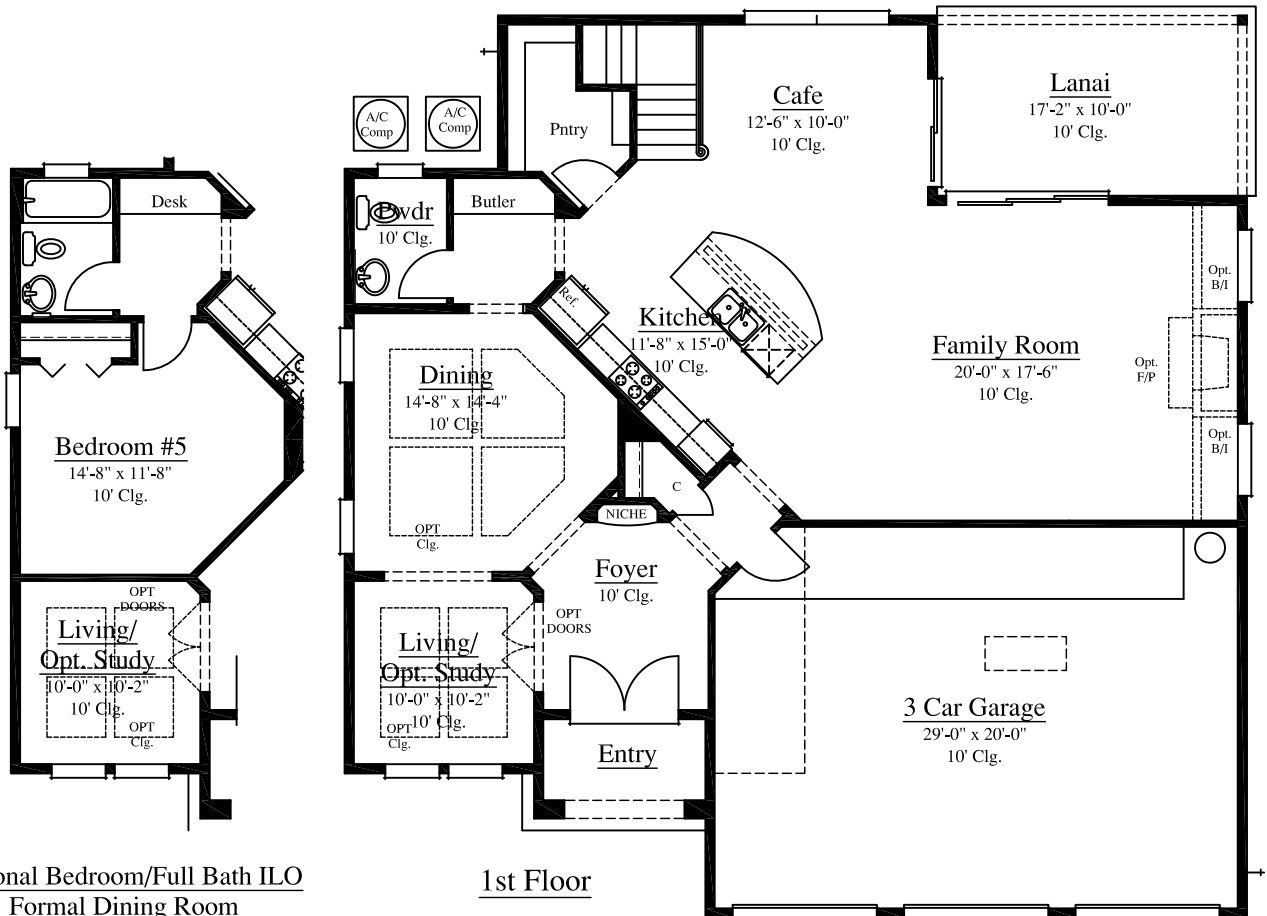 Desk
Bedroom #5
14'-8" x 11'-8"
10' Clg.
OPT
DOORS
Living/
Opt. Study
10'-0" x 10'-2"
10' Clg.
OPT
Clg.
Bedroom/Full Bath ILO
Formal Dining Room
A/C
Comp
A/C
Comp
Pntry
Cafe
12'-6" x 10'-0"
10' Clg.
Lanai
17'-2" x 10'-0"
10' Clg.
Pwdr
10' Clg.
Butler
Ref.
Kitchen
11'-8" x 15'-0"
10' Clg.
Family Room
20'-0" x 17'-6"
10' Clg.
Opt.
B/I
Opt.
F/P
Opt.
B/I
Dining
14'-8" x 14'-4"
10' Clg.
OPT
Clg.
C
NICHE
Foyer
10' Clg.
OPT
DOORS
Living/
Opt. Study
10'-0" x 10'-2"
10' Clg.
OPT
Clg.
Entry
3 Car Garage
29'-0" x 20'-0"
10' Clg.
1st Floor